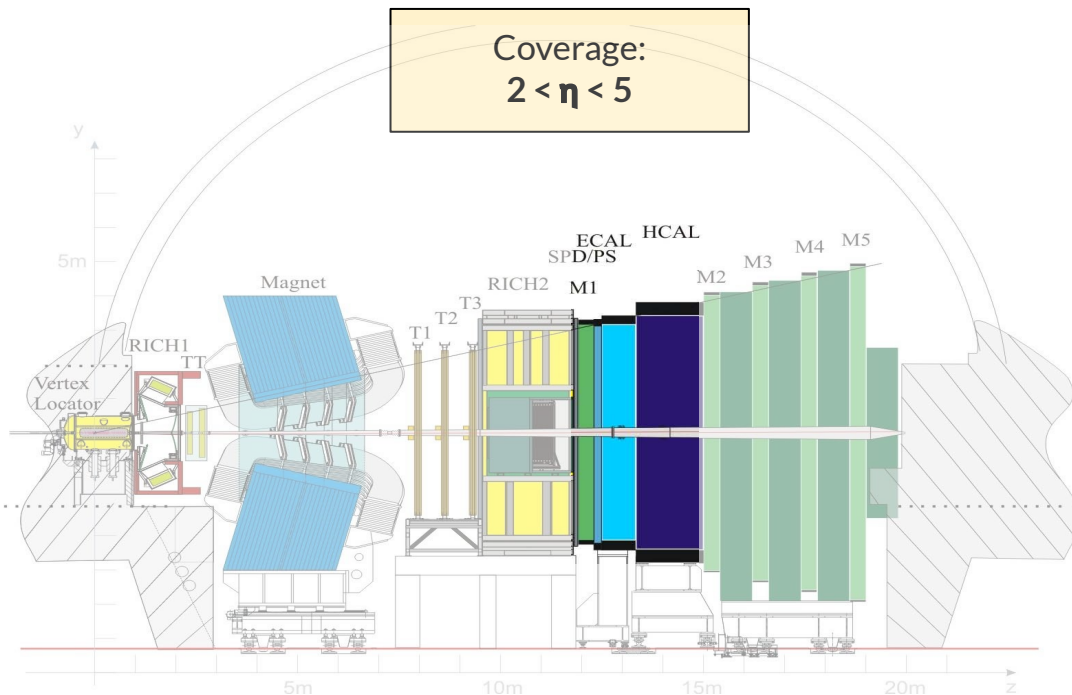 Coverage:
2 < η < 5
y
5m
ECAL
HCAL
SPD/PS
M1
M2
M3
M4
M5
RICH2
Magnet
T1
T2
T3
RICH1
TT
Vertex
Locator
5m
10m
15m
20m
z